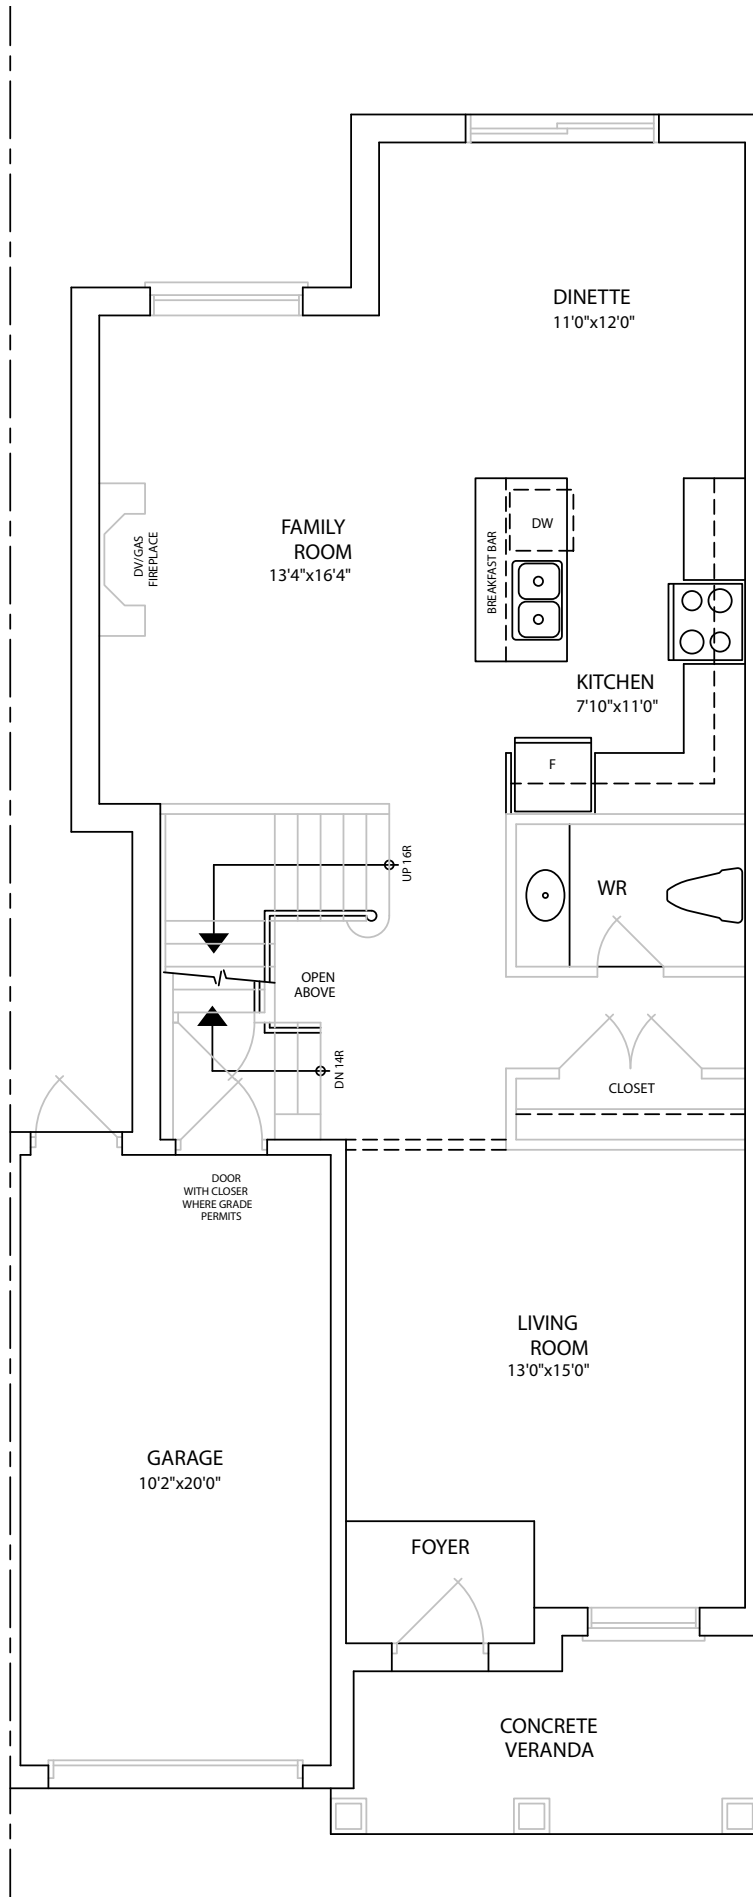 DINETTE
11'0"x12'0"
FAMILY
ROOM
13'4"x16'4"
DV/GAS
FIREPLACE
BREAKFAST BAR
DW
KITCHEN
7'10"x11'0"
F
UP 16R
WR
OPEN
ABOVE
DN 14R
CLOSET
DOOR
WITH CLOSER
WHERE GRADE
PERMITS
LIVING
ROOM
13'0"x15'0"
GARAGE
10'2"x20'0"
FOYER
CONCRETE
VERANDA